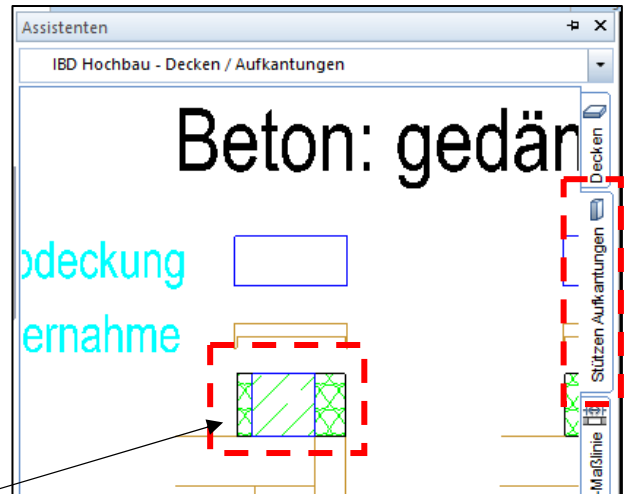 Assistenten
IBD Hochbau - Decken / Aufkantungen
Beton: gedän
odeckung
ernahme
Decken
Stützen Aufkantungen
-Maßlinie